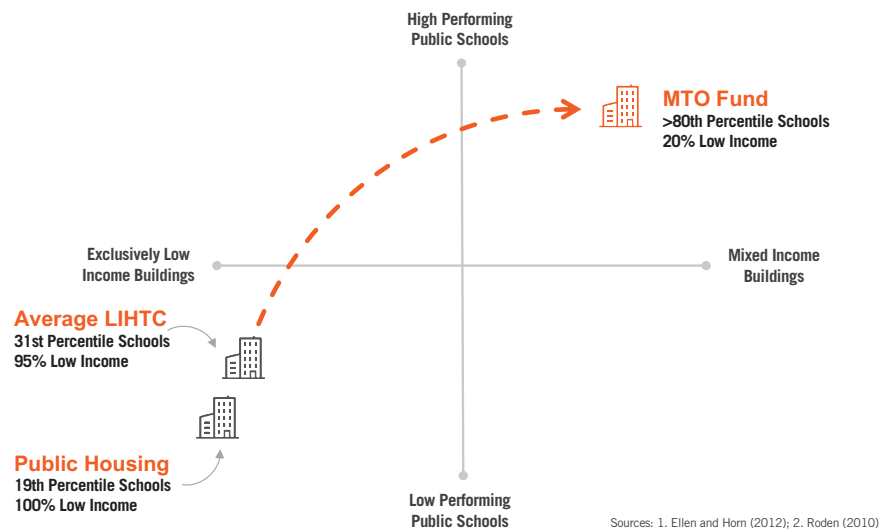 High Performing
Public Schools
MTO Fund
>80th Percentile Schools
20% Low Income
Exclusively Low
Income Buildings
Mixed Income
Buildings
Average LIHTC
31st Percentile Schools
95% Low Income
Public Housing
19th Percentile Schools
100% Low Income
Low Performing
Public Schools
Sources: 1. Ellen and Horn (2012); 2. Roden (2010)